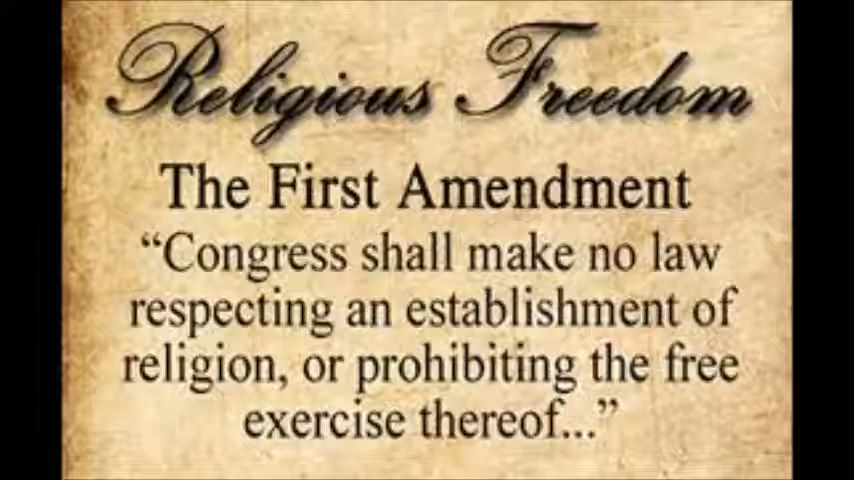 Religious Freedom
The First Amendment
“Congress shall make no law
respecting an establishment of
religion, or prohibiting the free
exercise thereof...”